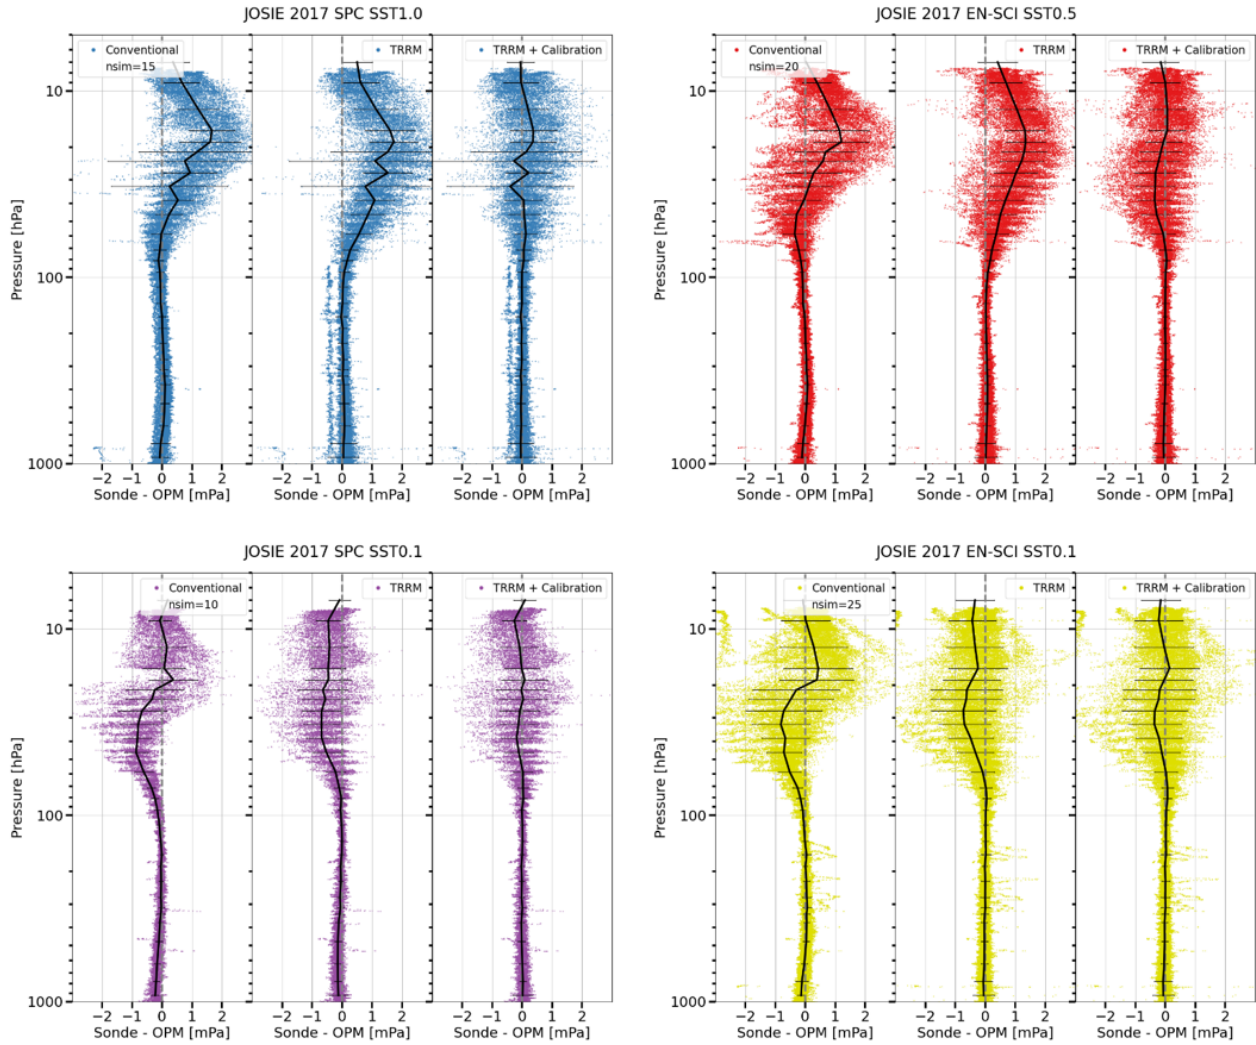 JOSIE 2017 SPC SST1.0
Conventional
nsim=15
TRRM
TRRM + Calibration
Pressure [hPa]
10
100
1000
−2 −1 0 1 2
−2 −1 0 1 2
−2 −1 0 1 2
Sonde - OPM [mPa]
Sonde - OPM [mPa]
Sonde - OPM [mPa]
JOSIE 2017 EN-SCI SST0.5
Conventional
nsim=20
TRRM
TRRM + Calibration
Pressure [hPa]
10
100
1000
−2 −1 0 1 2
−2 −1 0 1 2
−2 −1 0 1 2
Sonde - OPM [mPa]
Sonde - OPM [mPa]
Sonde - OPM [mPa]
JOSIE 2017 SPC SST0.1
Conventional
nsim=10
TRRM
TRRM + Calibration
Pressure [hPa]
10
100
1000
−2 −1 0 1 2
−2 −1 0 1 2
−2 −1 0 1 2
Sonde - OPM [mPa]
Sonde - OPM [mPa]
Sonde - OPM [mPa]
JOSIE 2017 EN-SCI SST0.1
Conventional
nsim=25
TRRM
TRRM + Calibration
Pressure [hPa]
10
100
1000
−2 −1 0 1 2
−2 −1 0 1 2
−2 −1 0 1 2
Sonde - OPM [mPa]
Sonde - OPM [mPa]
Sonde - OPM [mPa]